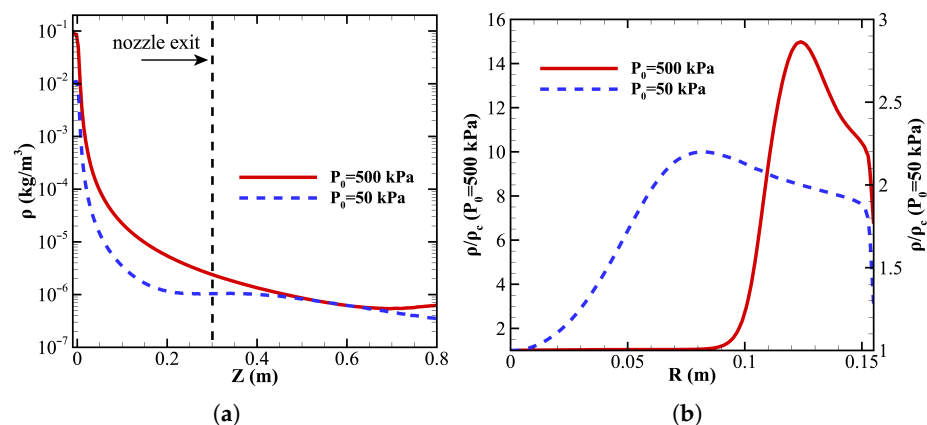 (a)
nozzle exit
P₀=500 kPa
P₀=50 kPa
ρ (kg/m³)
10⁻¹
10⁻²
10⁻³
10⁻⁴
10⁻⁵
10⁻⁶
10⁻⁷
0 0.2 0.4 0.6 0.8
Z (m)
(b)
P₀=500 kPa
P₀=50 kPa
ρ/ρc (P₀=500 kPa)
16
14
12
10
8
6
4
2
ρ/ρc (P₀=50 kPa)
3
2.5
2
1.5
1
0 0.05 0.1 0.15
R (m)